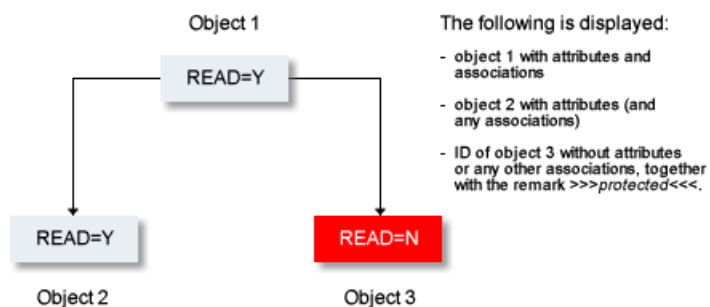 Object 1
READ=Y
READ=Y
Object 2
READ=N
Object 3
The following is displayed:
- object 1 with attributes and
associations
- object 2 with attributes (and
any associations)
- ID of object 3 without attributes
or any other associations, together
with the remark >>>protected<<<.